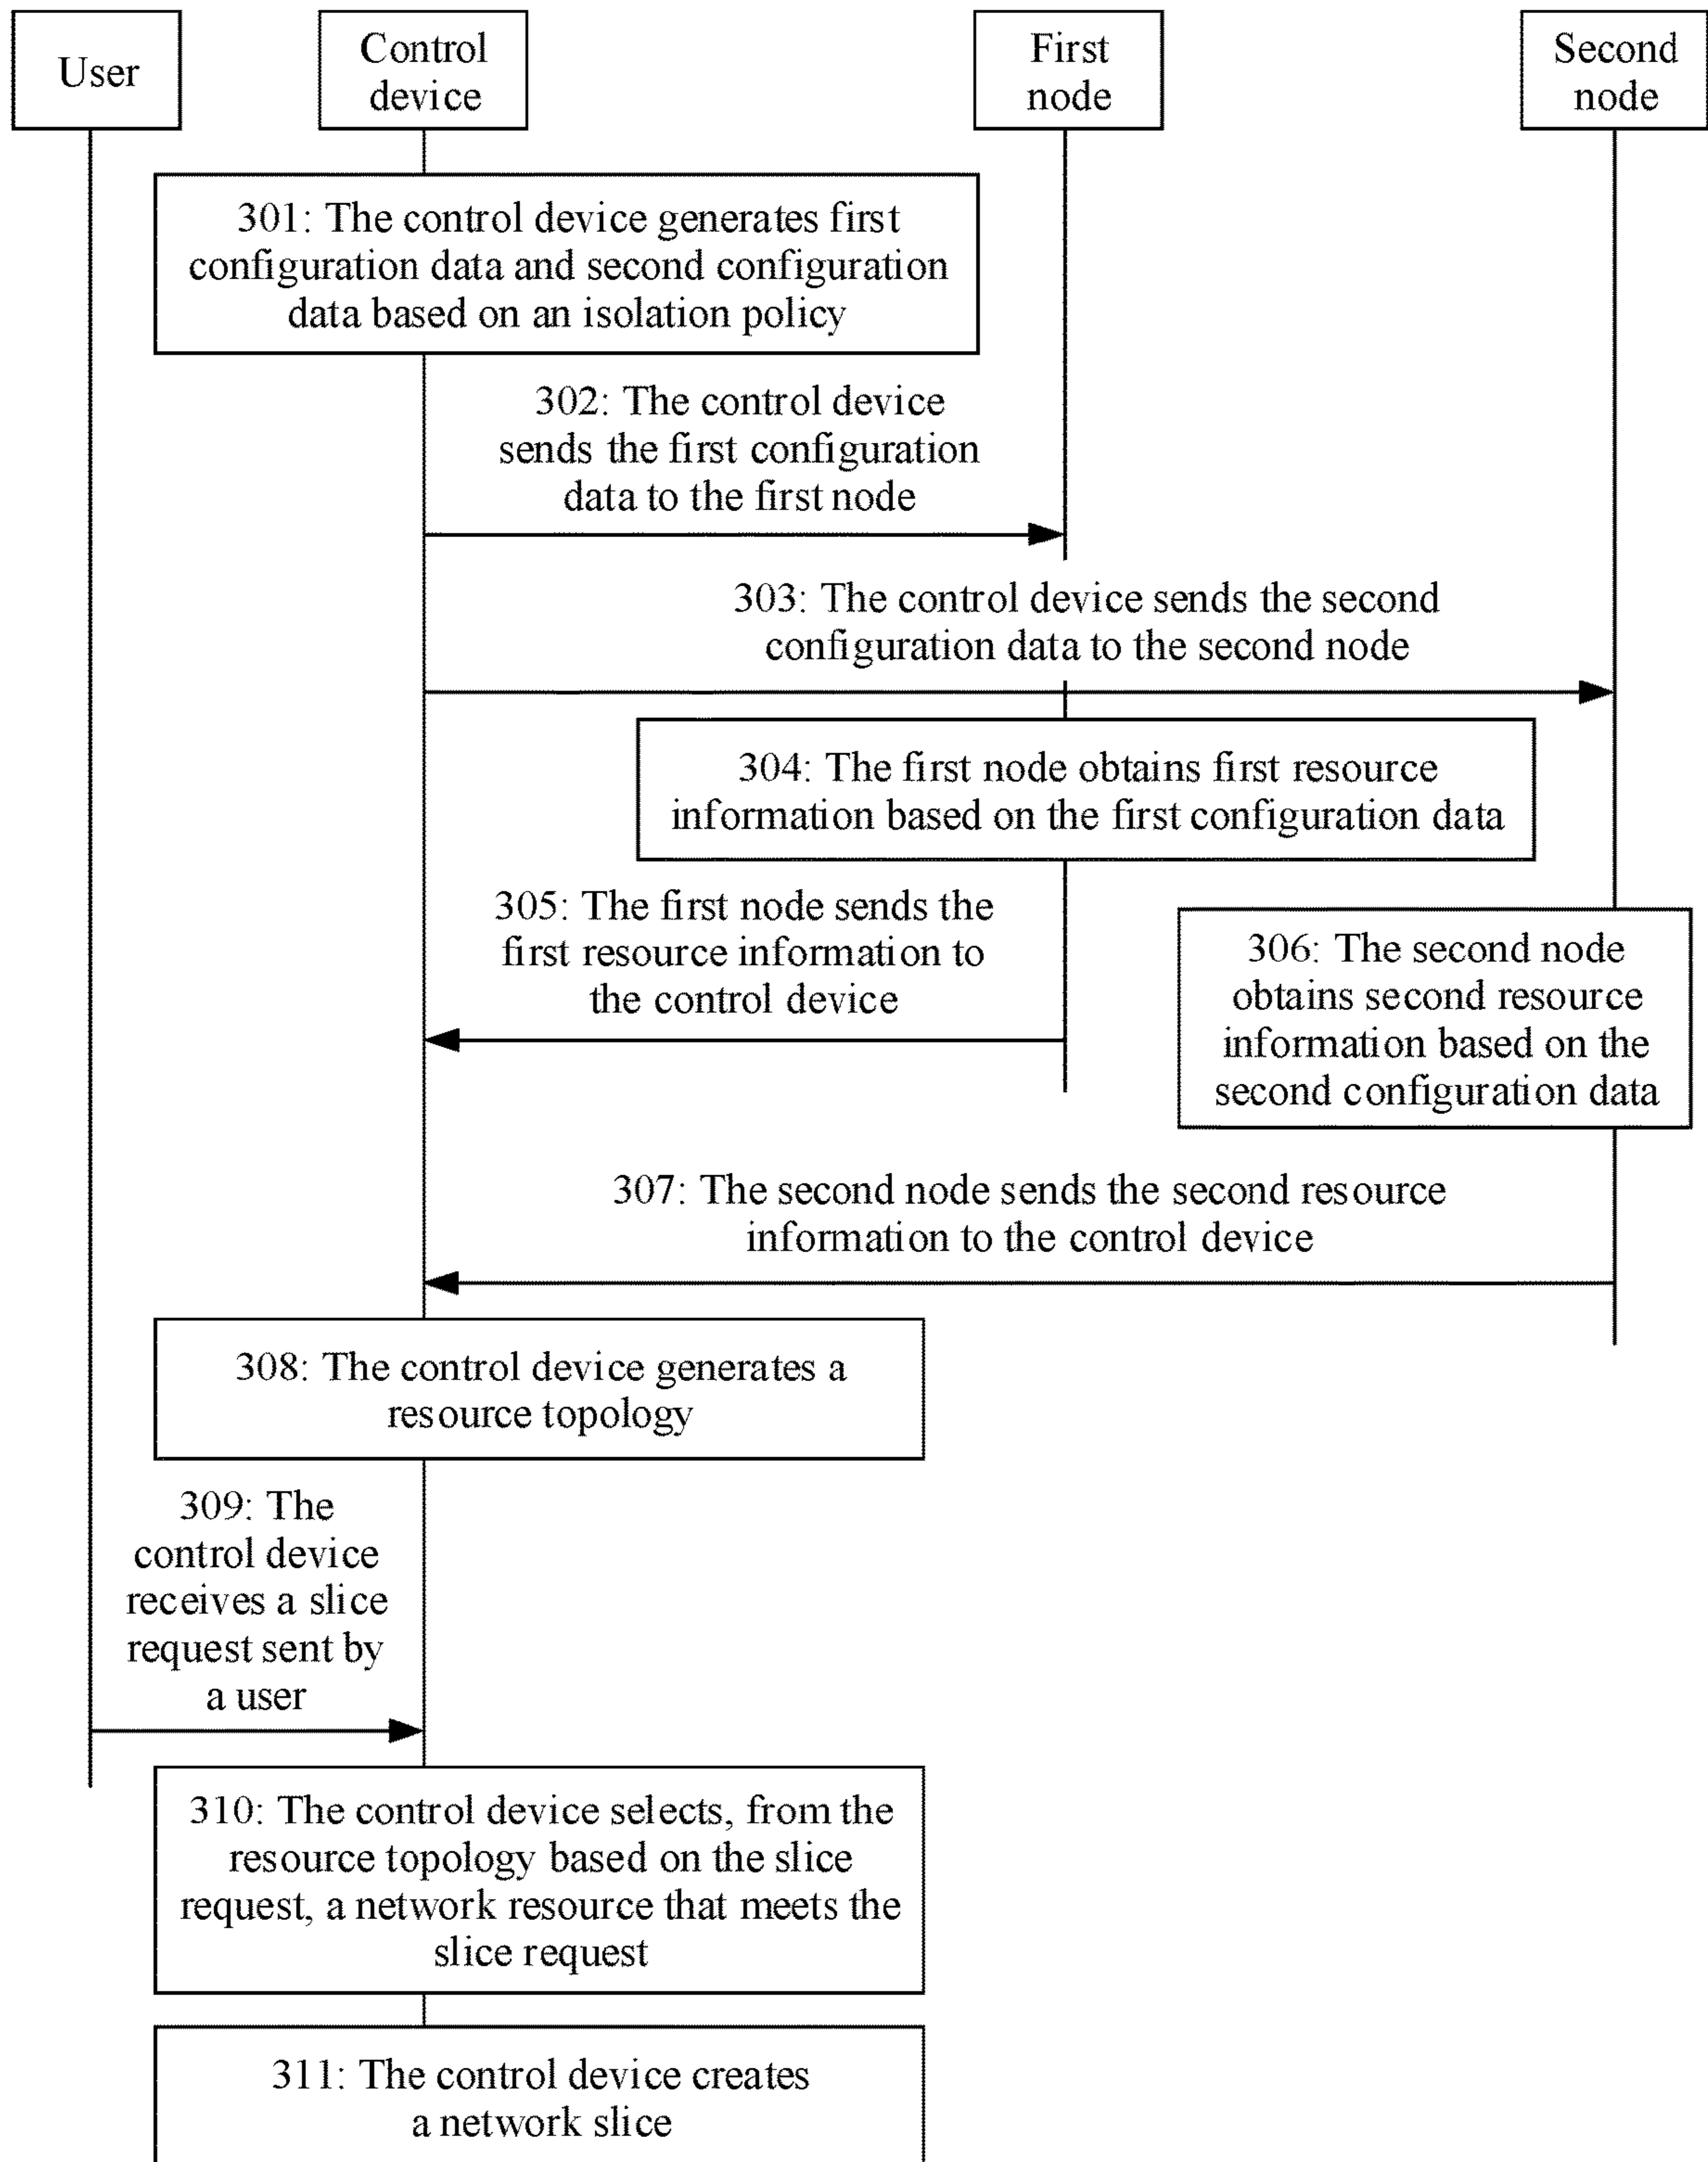 User
Control
device
First
node
Second
node
301: The control device generates first
configuration data and second configuration
data based on an isolation policy
302: The control device
sends the first configuration
data to the first node
303: The control device sends the second
configuration data to the second node
304: The first node obtains first resource
information based on the first configuration data
305: The first node sends the
first resource information to
the control device
306: The second node
obtains second resource
information based on the
second configuration data
307: The second node sends the second resource
information to the control device
308: The control device generates a
resource topology
309: The
control device
receives a slice
request sent by
a user
310: The control device selects, from the
resource topology based on the slice
request, a network resource that meets the
slice request
311: The control device creates
a network slice